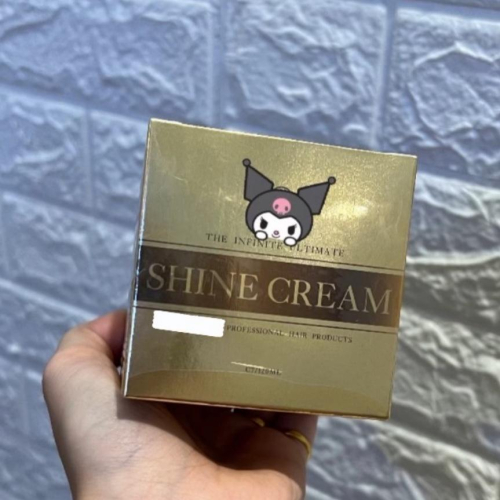 THE INFINITE ULTIMATE
SHINE CREAM
PROFESSIONAL HAIR PRODUCTS